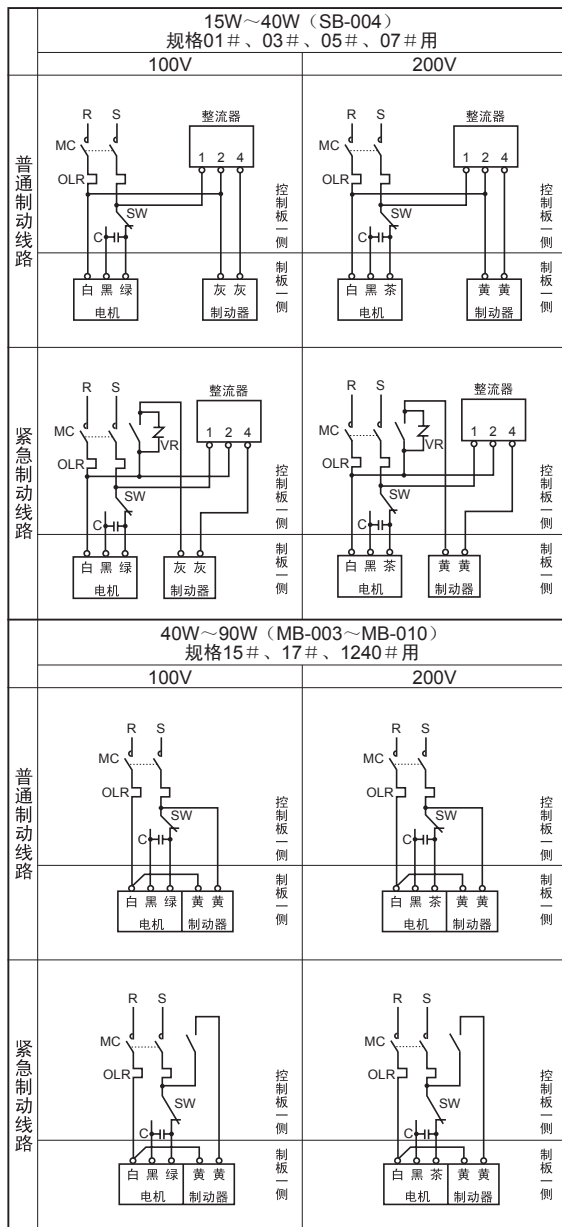 15W～40W（SB-004）
规格01＃、03＃、05＃、07＃用
100V
200V
普通制动线路
R S
MC
OLR
整流器
1 2 4
SW
C
控制板一侧
制板一侧
白 黑 绿
电机
灰 灰
制动器
R S
MC
OLR
整流器
1 2 4
SW
C
控制板一侧
制板一侧
白 黑 茶
电机
黄 黄
制动器
紧急制动线路
R S
MC
OLR
VR
整流器
1 2 4
SW
C
控制板一侧
制板一侧
白 黑 绿
电机
灰 灰
制动器
R S
MC
OLR
VR
整流器
1 2 4
SW
C
控制板一侧
制板一侧
白 黑 茶
电机
黄 黄
制动器
40W～90W（MB-003～MB-010）
规格15＃、17＃、1240＃用
100V
200V
普通制动线路
R S
MC
OLR
SW
C
控制板一侧
制板一侧
白 黑 绿 黄 黄
电机 制动器
R S
MC
OLR
SW
C
控制板一侧
制板一侧
白 黑 茶 黄 黄
电机 制动器
紧急制动线路
R S
MC
OLR
SW
C
控制板一侧
制板一侧
白 黑 绿 黄 黄
电机 制动器
R S
MC
OLR
SW
C
控制板一侧
制板一侧
白 黑 茶 黄 黄
电机 制动器